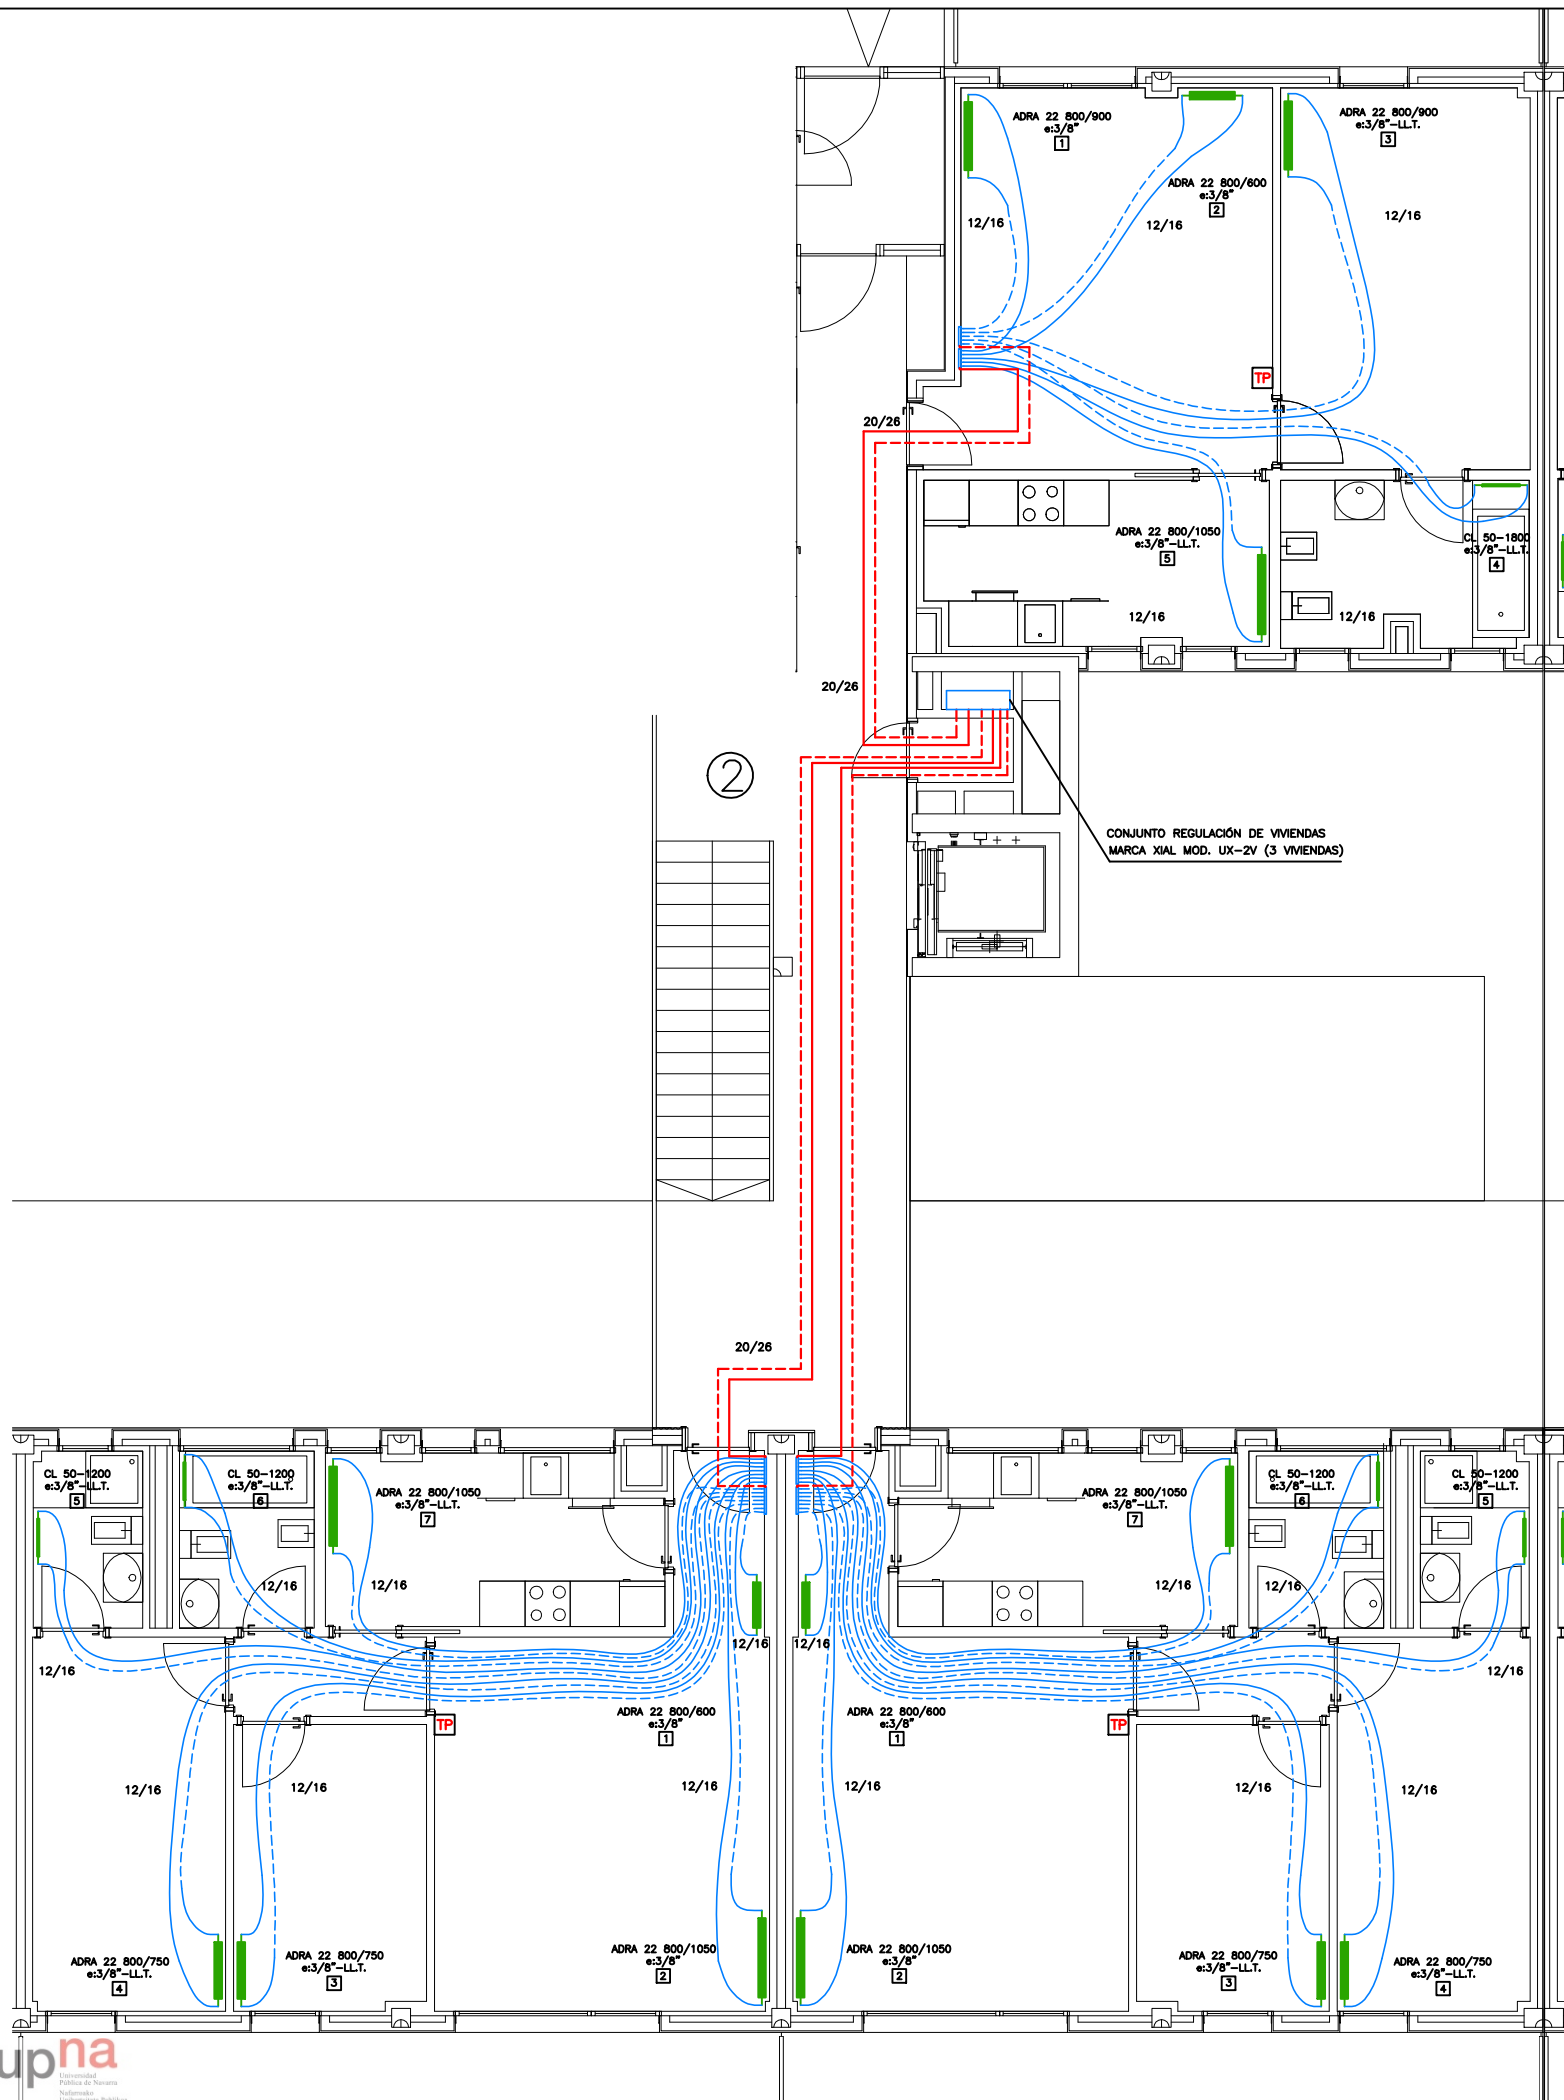 ADRA 22 800/900
e:3/8"
1
ADRA 22 800/900
e:3/8"-LL.T.
3
ADRA 22 800/600
e:3/8"
2
12/16
12/16
12/16
TP
20/26
ADRA 22 800/1050
e:3/8"-LL.T.
5
CL 50-1800
e:3/8"-LL.T.
4
12/16
12/16
20/26
2
CONJUNTO REGULACIÓN DE VIVIENDAS
MARCA XIAL MOD. UX-2V (3 VIVIENDAS)
20/26
CL 50-1200
e:3/8"-LL.T.
5
CL 50-1200
e:3/8"-LL.T.
6
ADRA 22 800/1050
e:3/8"-LL.T.
7
ADRA 22 800/1050
e:3/8"-LL.T.
7
CL 50-1200
e:3/8"-LL.T.
6
CL 50-1200
e:3/8"-LL.T.
5
12/16
12/16
12/16
12/16
12/16
12/16
12/16
12/16
ADRA 22 800/600
e:3/8"
1
ADRA 22 800/600
e:3/8"
1
TP
TP
12/16
12/16
12/16
12/16
12/16
12/16
ADRA 22 800/750
e:3/8"-LL.T.
4
ADRA 22 800/750
e:3/8"-LL.T.
3
ADRA 22 800/1050
e:3/8"
2
ADRA 22 800/1050
e:3/8"
2
ADRA 22 800/750
e:3/8"-LL.T.
3
ADRA 22 800/750
e:3/8"-LL.T.
4
upna
Universidad
Pública de Navarra
Nafarroako
Unibertsitate Publikoa